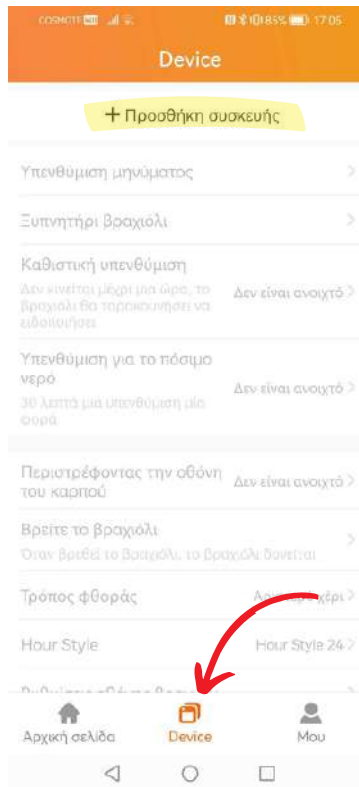 COSMOTE 85% 17:05
Device
+ Προσθήκη συσκευής
Υπενθύμιση μηνύματος
Ξυπνητήρι βραχιόλι
Καθιστική υπενθύμιση
Δεν κινείται μέχρι μια ώρα, το
βραχιόλι θα ταρακουνήσει να
ειδοποιήσει
Δεν είναι ανοιχτό
Υπενθύμιση για το πόσιμο
νερό
30 λεπτά μια υπενθύμιση μία
φορά
Δεν είναι ανοιχτό
Περιστρέφοντας την οθόνη
του καρπού
Δεν είναι ανοιχτό
Βρείτε το βραχιόλι
Όταν βρεθεί το βραχιόλι, το βραχιόλι δονείται
Τρόπος φθοράς
χέρι
Hour Style
Hour Style 24
Αρχική σελίδα
Device
Μου